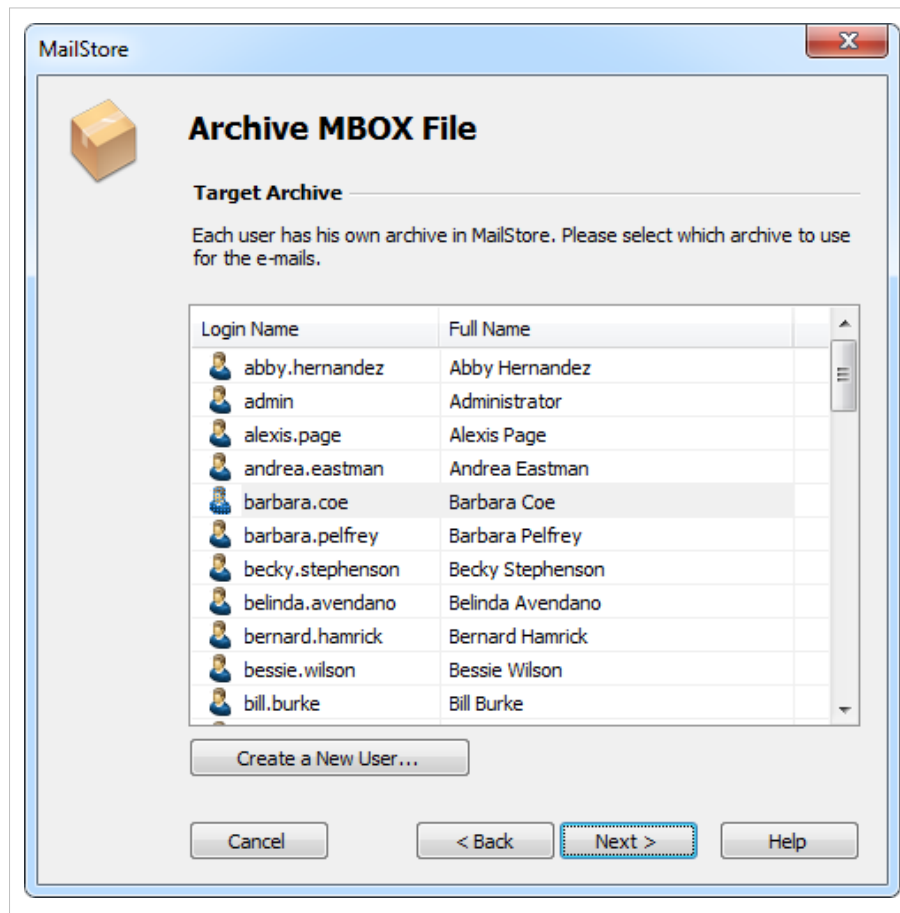 MailStore
Archive MBOX File
Target Archive
Each user has his own archive in MailStore. Please select which archive to use
for the e-mails.
Login Name Full Name
abby.hernandez Abby Hernandez
admin Administrator
alexis.page Alexis Page
andrea.eastman Andrea Eastman
barbara.coe Barbara Coe
barbara.pelfrey Barbara Pelfrey
becky.stephenson Becky Stephenson
belinda.avendano Belinda Avendano
bernard.hamrick Bernard Hamrick
bessie.wilson Bessie Wilson
bill.burke Bill Burke
Create a New User...
Cancel < Back Next > Help